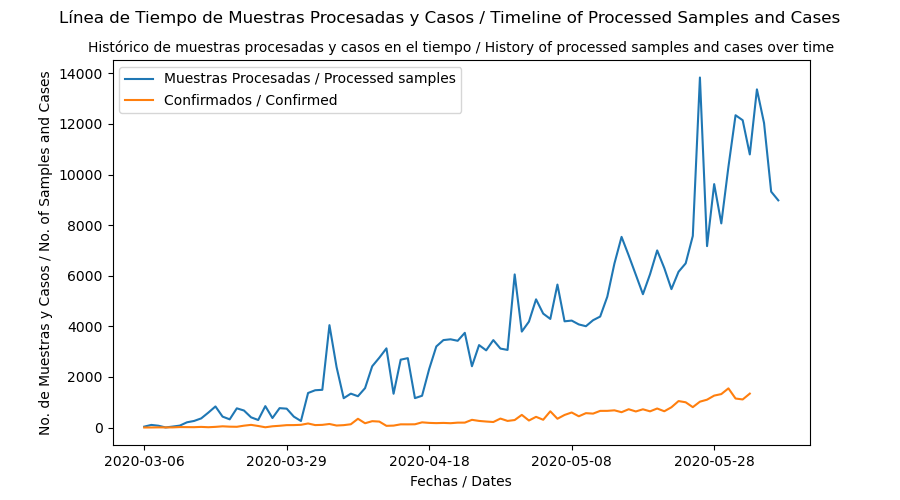 Línea de Tiempo de Muestras Procesadas y Casos / Timeline of Processed Samples and Cases
Histórico de muestras procesadas y casos en el tiempo / History of processed samples and cases over time
No. de Muestras y Casos / No. of Samples and Cases
14000
12000
10000
8000
6000
4000
2000
0
Muestras Procesadas / Processed samples
Confirmados / Confirmed
2020-03-06
2020-03-29
2020-04-18
2020-05-08
2020-05-28
Fechas / Dates